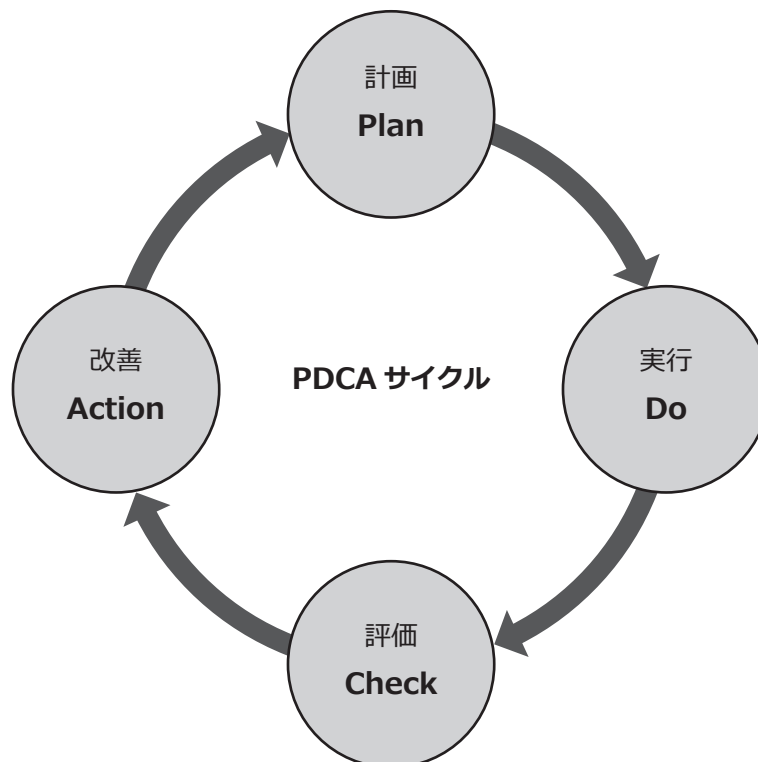 計画
Plan
改善
Action
PDCA サイクル
実行
Do
評価
Check